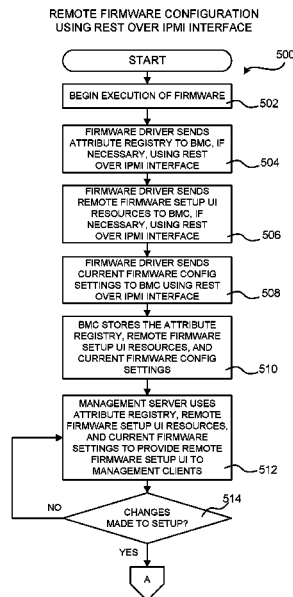 REMOTE FIRMWARE CONFIGURATION
USING REST OVER IPMI INTERFACE
START
500
BEGIN EXECUTION OF FIRMWARE
502
FIRMWARE DRIVER SENDS
ATTRIBUTE REGISTRY TO BMC, IF
NECESSARY, USING REST
OVER IPMI INTERFACE
504
FIRMWARE DRIVER SENDS
REMOTE FIRMWARE SETUP UI
RESOURCES TO BMC, IF
NECESSARY, USING REST
OVER IPMI INTERFACE
506
FIRMWARE DRIVER SENDS
CURRENT FIRMWARE CONFIG
SETTINGS TO BMC USING REST
OVER IPMI INTERFACE
508
BMC STORES THE ATTRIBUTE
REGISTRY, REMOTE FIRMWARE
SETUP UI RESOURCES, AND
CURRENT FIRMWARE CONFIG
SETTINGS
510
MANAGEMENT SERVER USES
ATTRIBUTE REGISTRY, REMOTE
FIRMWARE SETUP UI RESOURCES,
AND CURRENT FIRMWARE
SETTINGS TO PROVIDE REMOTE
FIRMWARE SETUP UI TO
MANAGEMENT CLIENTS
512
514
NO
CHANGES
MADE TO SETUP?
YES
A